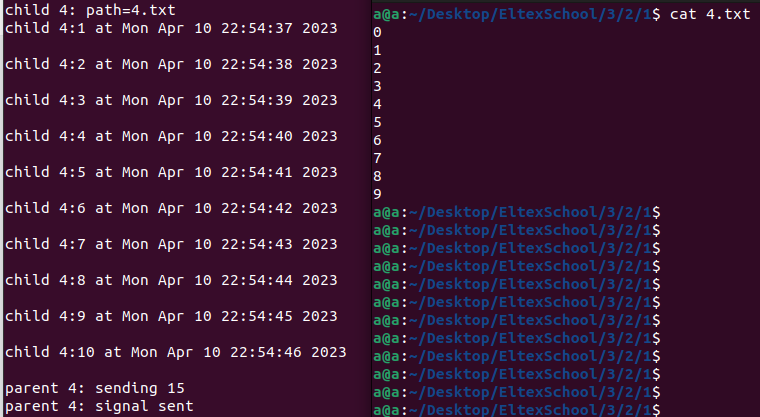 child 4: path=4.txt
child 4:1 at Mon Apr 10 22:54:37 2023
child 4:2 at Mon Apr 10 22:54:38 2023
child 4:3 at Mon Apr 10 22:54:39 2023
child 4:4 at Mon Apr 10 22:54:40 2023
child 4:5 at Mon Apr 10 22:54:41 2023
child 4:6 at Mon Apr 10 22:54:42 2023
child 4:7 at Mon Apr 10 22:54:43 2023
child 4:8 at Mon Apr 10 22:54:44 2023
child 4:9 at Mon Apr 10 22:54:45 2023
child 4:10 at Mon Apr 10 22:54:46 2023
parent 4: sending 15
parent 4: signal sent
a@a:~/Desktop/EltexSchool/3/2/1$ cat 4.txt
0
1
2
3
4
5
6
7
8
9
a@a:~/Desktop/EltexSchool/3/2/1$
a@a:~/Desktop/EltexSchool/3/2/1$
a@a:~/Desktop/EltexSchool/3/2/1$
a@a:~/Desktop/EltexSchool/3/2/1$
a@a:~/Desktop/EltexSchool/3/2/1$
a@a:~/Desktop/EltexSchool/3/2/1$
a@a:~/Desktop/EltexSchool/3/2/1$
a@a:~/Desktop/EltexSchool/3/2/1$
a@a:~/Desktop/EltexSchool/3/2/1$
a@a:~/Desktop/EltexSchool/3/2/1$
a@a:~/Desktop/EltexSchool/3/2/1$
a@a:~/Desktop/EltexSchool/3/2/1$